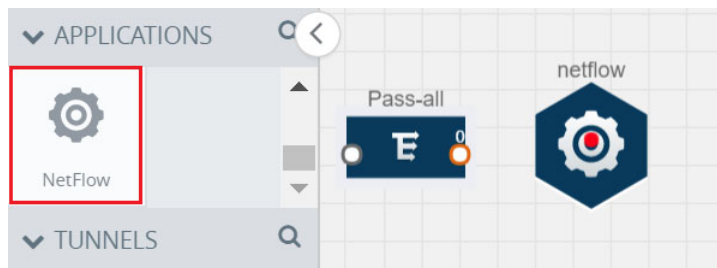 APPLICATIONS
netflow
Pass-all
0
NetFlow
TUNNELS